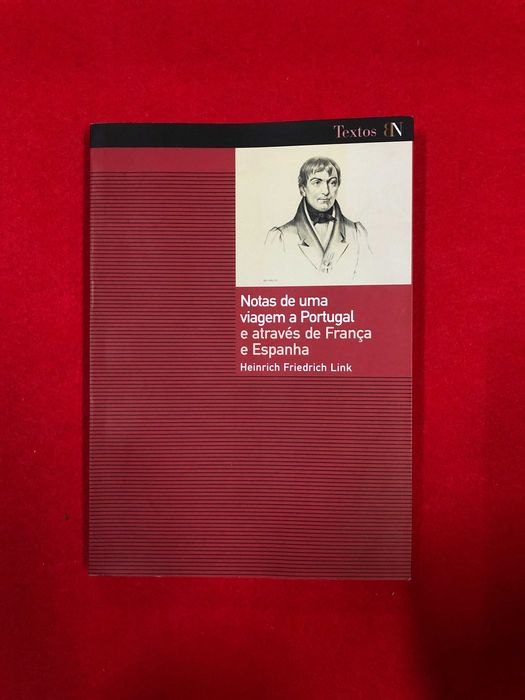 Textos BN
Notas de uma
viagem a Portugal
e através de França
e Espanha
Heinrich Friedrich Link